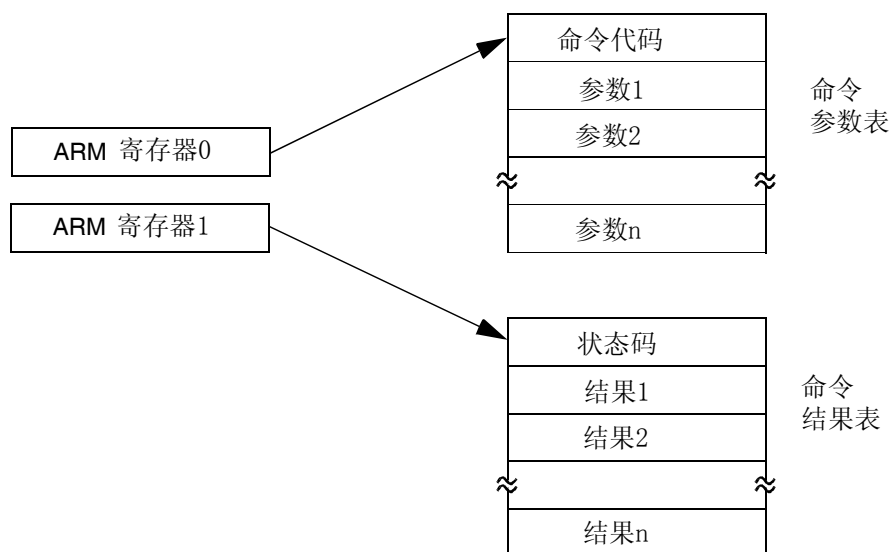 命令代码
参数1
参数2
参数n
命令
参数表
ARM 寄存器0
ARM 寄存器1
状态码
结果1
结果2
结果n
命令
结果表